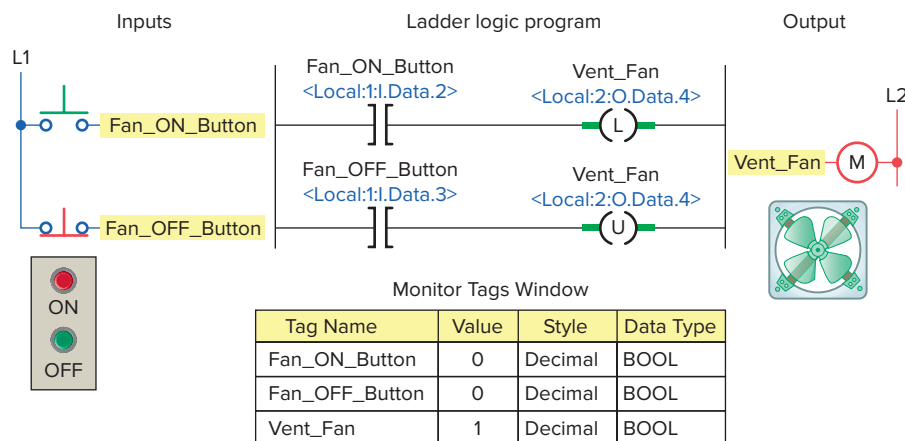 Inputs
Ladder logic program
Output
L1
Fan_ON_Button
<Local:1:I.Data.2>
Vent_Fan
<Local:2:O.Data.4>
L2
Fan_ON_Button
L
Vent_Fan
M
Fan_OFF_Button
<Local:1:I.Data.3>
Vent_Fan
<Local:2:O.Data.4>
Fan_OFF_Button
U
ON
OFF
Monitor Tags Window
Tag Name Value Style Data Type
Fan_ON_Button 0 Decimal BOOL
Fan_OFF_Button 0 Decimal BOOL
Vent_Fan 1 Decimal BOOL